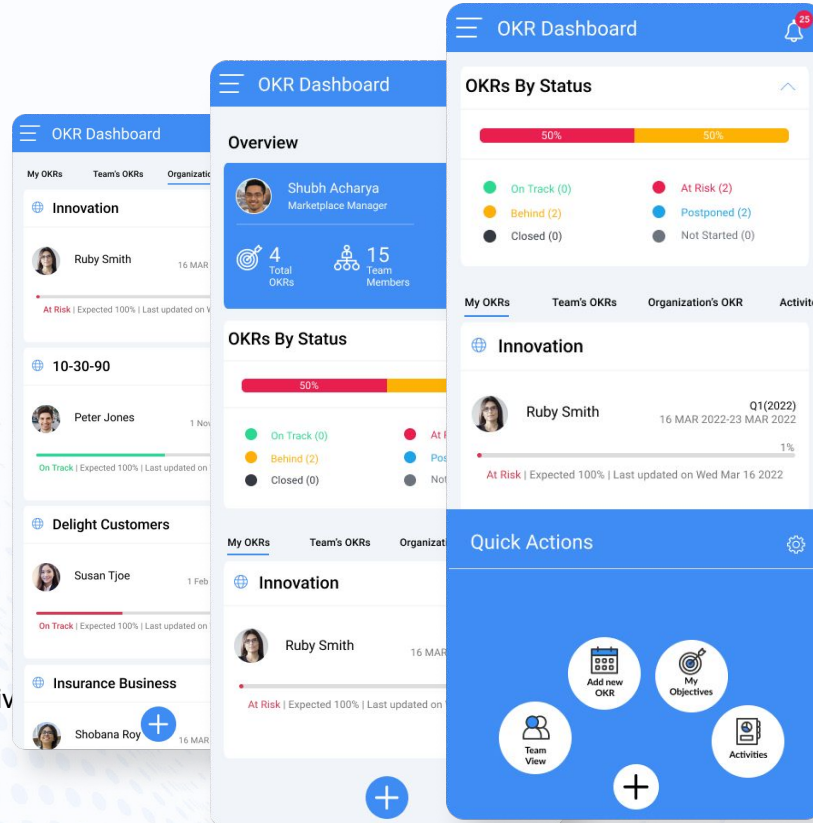 OKR Dashboard
My OKRs Team's OKRs Organizatio
Innovation
Ruby Smith
16 MAR
At Risk | Expected 100% | Last updated on
10-30-90
Peter Jones
1 Nov
On Track | Expected 100% | Last updated on
Delight Customers
Susan Tjoe
1 Feb
On Track | Expected 100% | Last updated on
Insurance Business
Shobana Roy
16 MAR
iv
OKR Dashboard
Overview
Shubh Acharya
Marketplace Manager
4
Total
OKRs
15
Team
Members
OKRs By Status
50%
On Track (0)
At R
Behind (2)
Pos
Closed (0)
Not
My OKRs Team's OKRs Organizat
Innovation
Ruby Smith
16 MAR
At Risk | Expected 100% | Last updated on
OKR Dashboard
25
OKRs By Status
50% 50%
On Track (0) At Risk (2)
Behind (2) Postponed (2)
Closed (0) Not Started (0)
My OKRs Team's OKRs Organization's OKR Activit
Innovation
Ruby Smith
Q1(2022)
16 MAR 2022-23 MAR 2022
1%
At Risk | Expected 100% | Last updated on Wed Mar 16 2022
Quick Actions
Add new
OKR
My
Objectives
Team
View
Activities